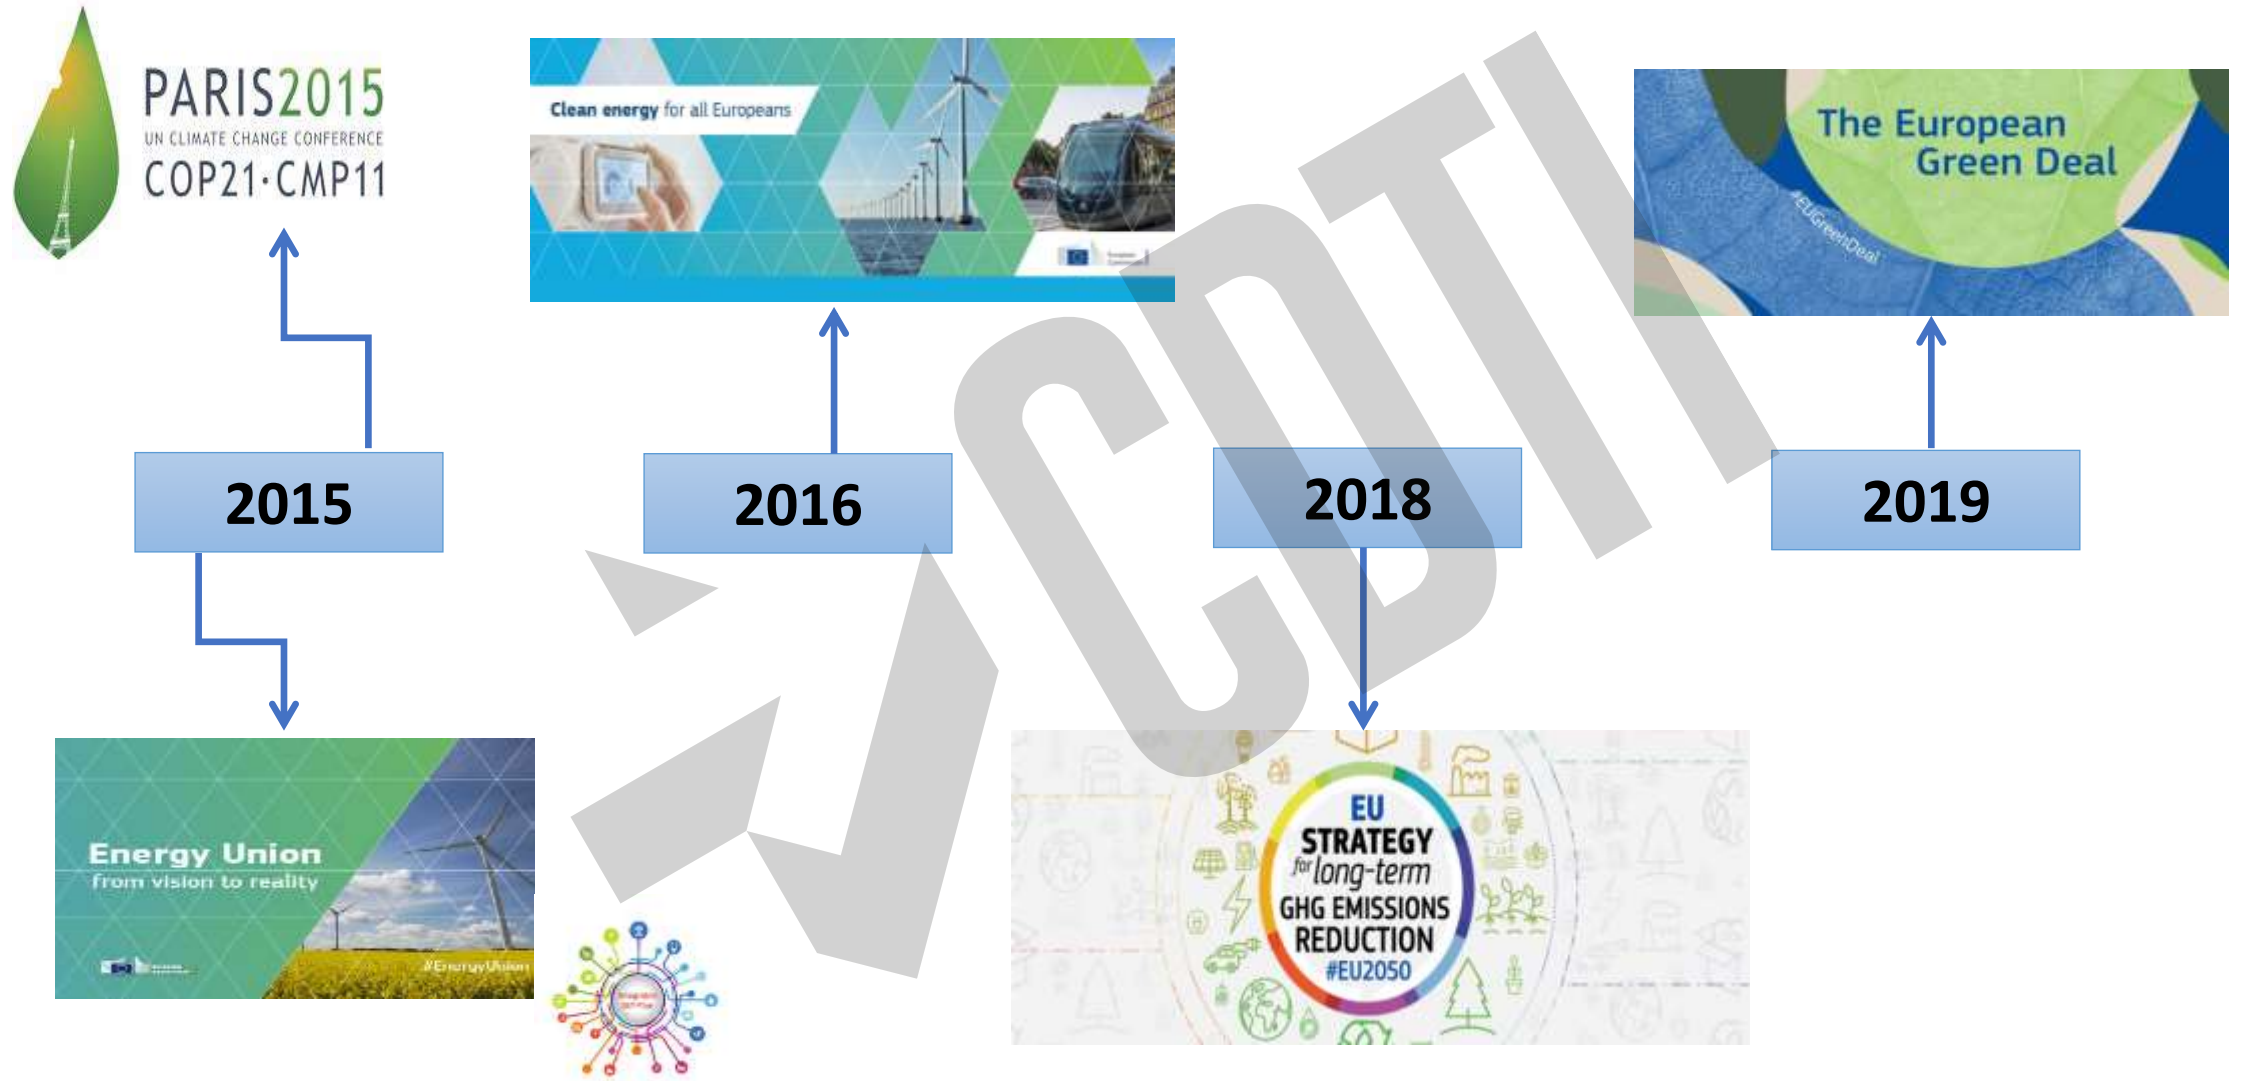 PARIS2015
UN CLIMATE CHANGE CONFERENCE
COP21·CMP11
Clean energy for all Europeans
The European
Green Deal
#EUGreenDeal
2015
2016
2018
2019
CDTI
Energy Union
from vision to reality
#EnergyUnion
EU
STRATEGY
for long-term
GHG EMISSIONS
REDUCTION
#EU2050